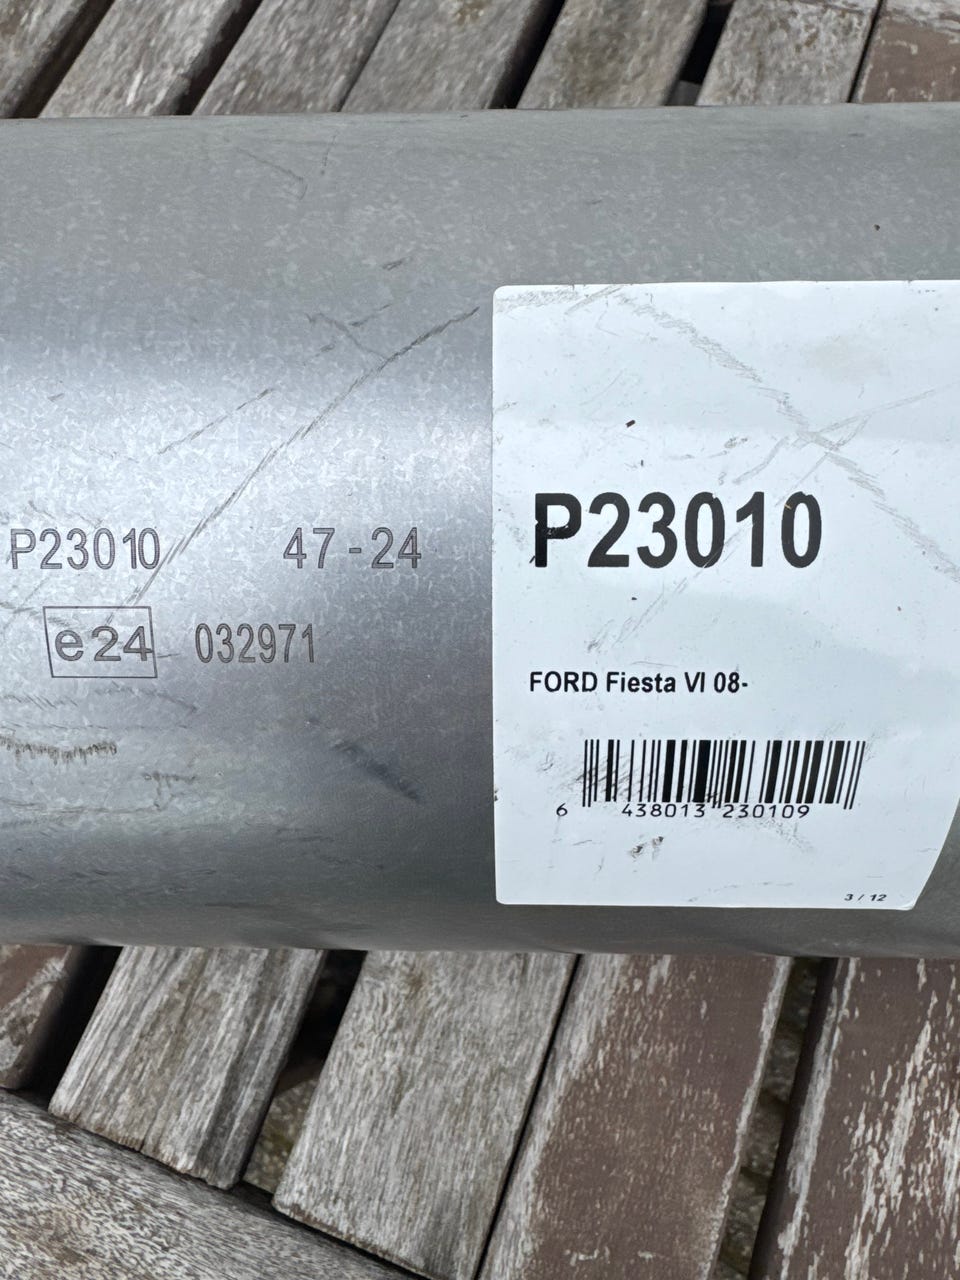 P23010 47-24
e24 032971
P23010
FORD Fiesta VI 08-
6 438013 230109
3 / 12